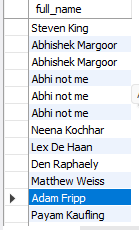 full_name
Steven King
Abhishek Margoor
Abhishek Margoor
Abhi not me
Abhi not me
Abhi not me
Neena Kochhar
Lex De Haan
Den Raphaely
Matthew Weiss
Adam Fripp
Payam Kaufling